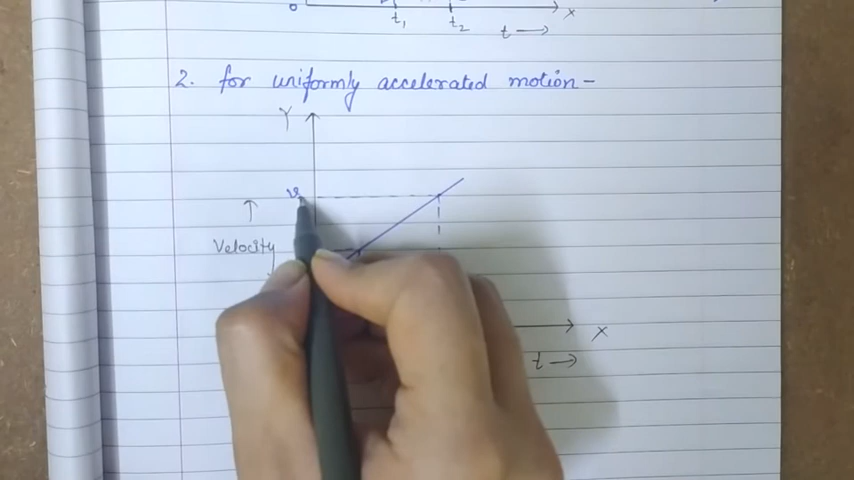 o t₁ t₂ t → x
2. for uniformly accelerated motion -
Y
v
Velocity
X
t →